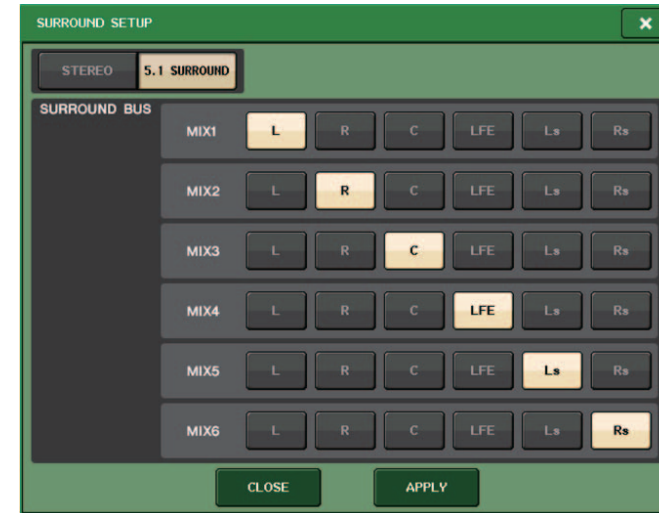 SURROUND SETUP ×
STEREO 5.1 SURROUND
SURROUND BUS
MIX1 L R C LFE Ls Rs
MIX2 L R C LFE Ls Rs
MIX3 L R C LFE Ls Rs
MIX4 L R C LFE Ls Rs
MIX5 L R C LFE Ls Rs
MIX6 L R C LFE Ls Rs
CLOSE APPLY